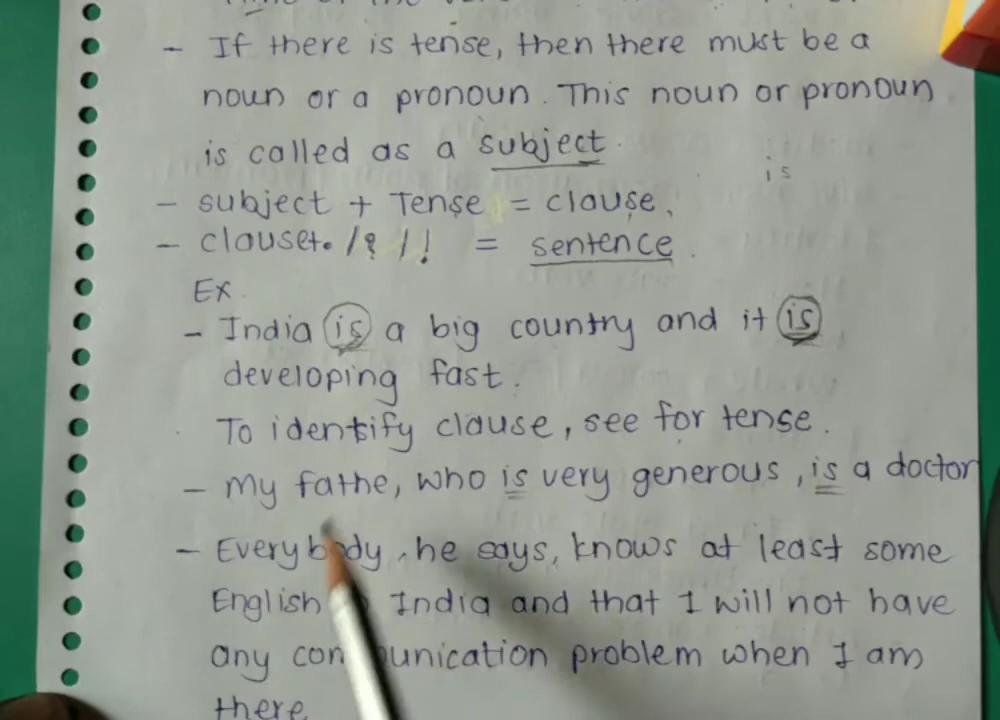 - If there is tense, then there must be a
noun or a pronoun. This noun or pronoun
is called as a subject.
is
- subject + Tense = clause.
- clause+. /? /! = sentence.
Ex.
- India is a big country and it is
developing fast.
To identify clause, see for tense.
- My fathe, who is very generous, is a doctor
- Everybody, he says, knows at least some
English India and that I will not have
any communication problem when I am
there